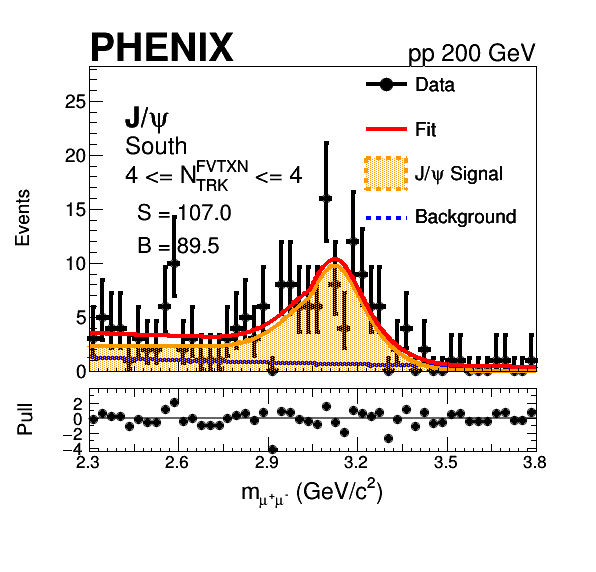 PHENIX pp 200 GeV
J/ψ
South
4 <= N_TRK^FVTXN <= 4
S = 107.0
B = 89.5
Data
Fit
J/ψ Signal
Background
Events
25
20
15
10
5
0
Pull
2
0
−2
−4
2.3 2.6 2.9 3.2 3.5 3.8
m_μ⁺μ⁻ (GeV/c²)